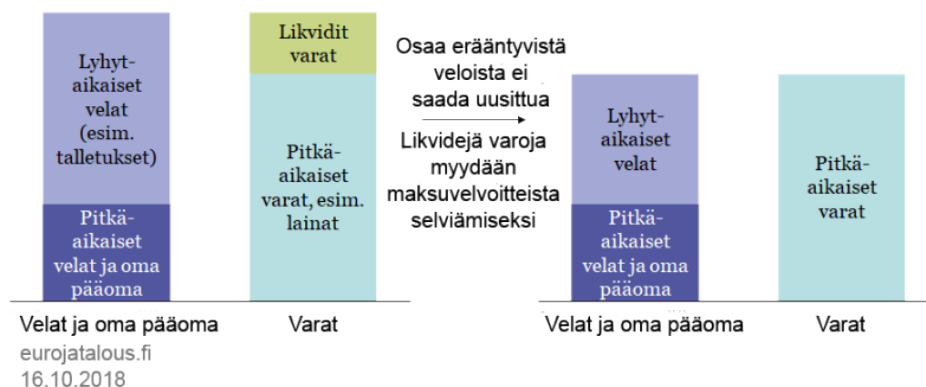 Lyhyt-
aikaiset
velat
(esim.
talletukset)
Pitkä-
aikaiset
velat ja oma
pääoma
Likvidit
varat
Pitkä-
aikaiset
varat, esim.
lainat
Osaa erääntyvistä
veloista ei
saada uusittua
Likvidejä varoja
myydään
maksuvelvoitteista
selviämiseksi
Lyhyt-
aikaiset
velat
Pitkä-
aikaiset
velat ja oma
pääoma
Pitkä-
aikaiset
varat
Velat ja oma pääoma
Varat
Velat ja oma pääoma
Varat
eurojatalous.fi
16.10.2018